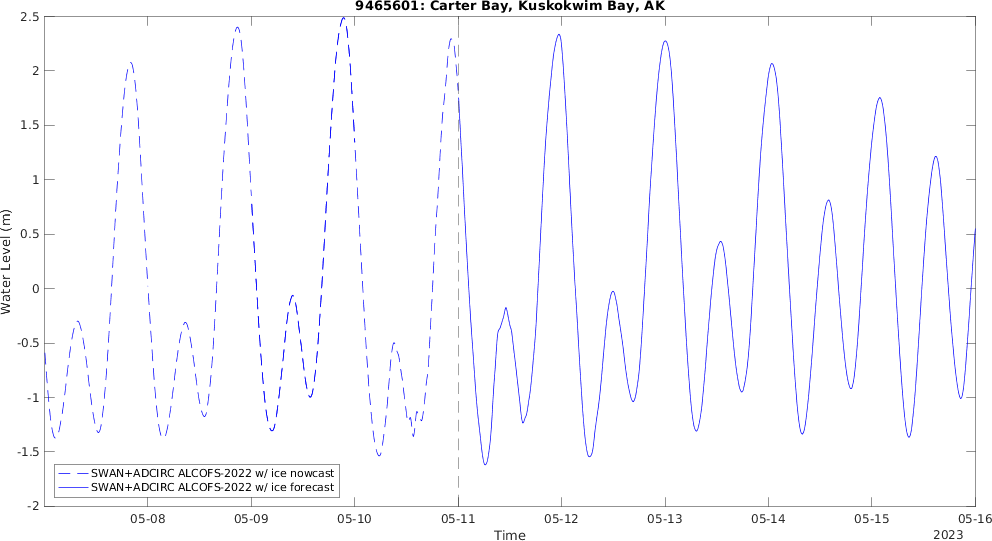 9465601: Carter Bay, Kuskokwim Bay, AK
2.5
2
1.5
1
0.5
0
-0.5
-1
-1.5
-2
Water Level (m)
SWAN+ADCIRC ALCOFS-2022 w/ ice nowcast
SWAN+ADCIRC ALCOFS-2022 w/ ice forecast
05-08 05-09 05-10 05-11 05-12 05-13 05-14 05-15 05-16
Time
2023